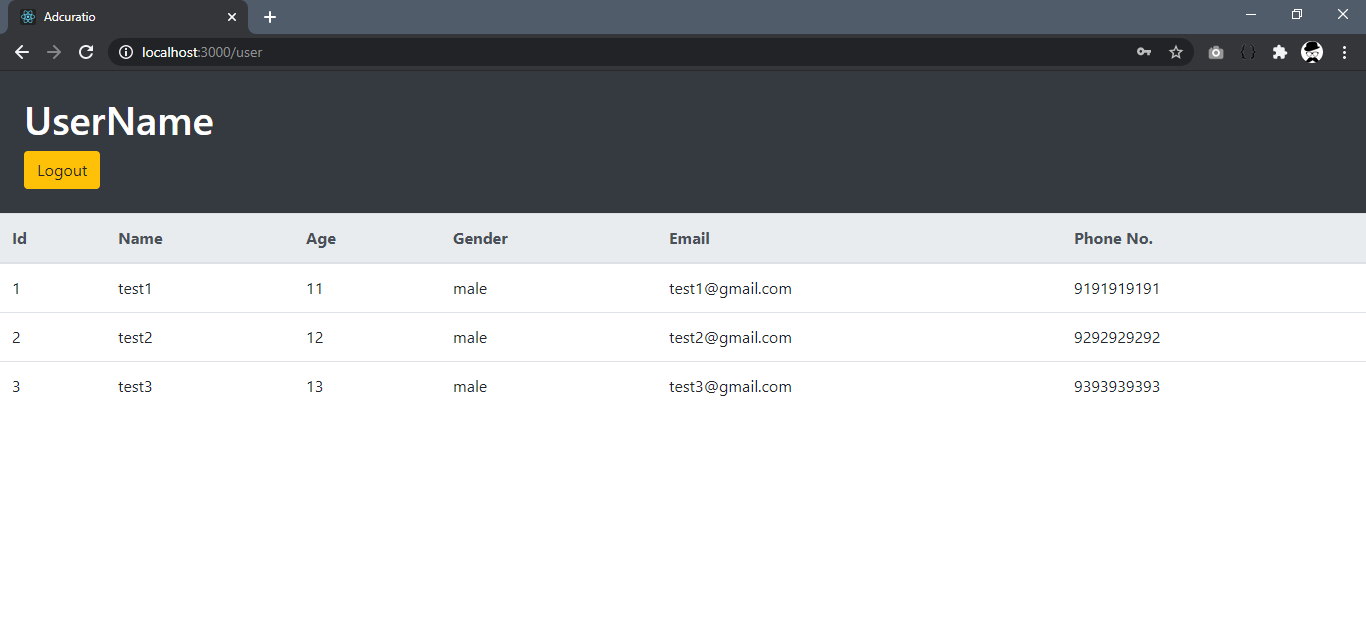 Adcuratio
localhost:3000/user
UserName
Logout
Id Name Age Gender Email Phone No.
1 test1 11 male test1@gmail.com 9191919191
2 test2 12 male test2@gmail.com 9292929292
3 test3 13 male test3@gmail.com 9393939393